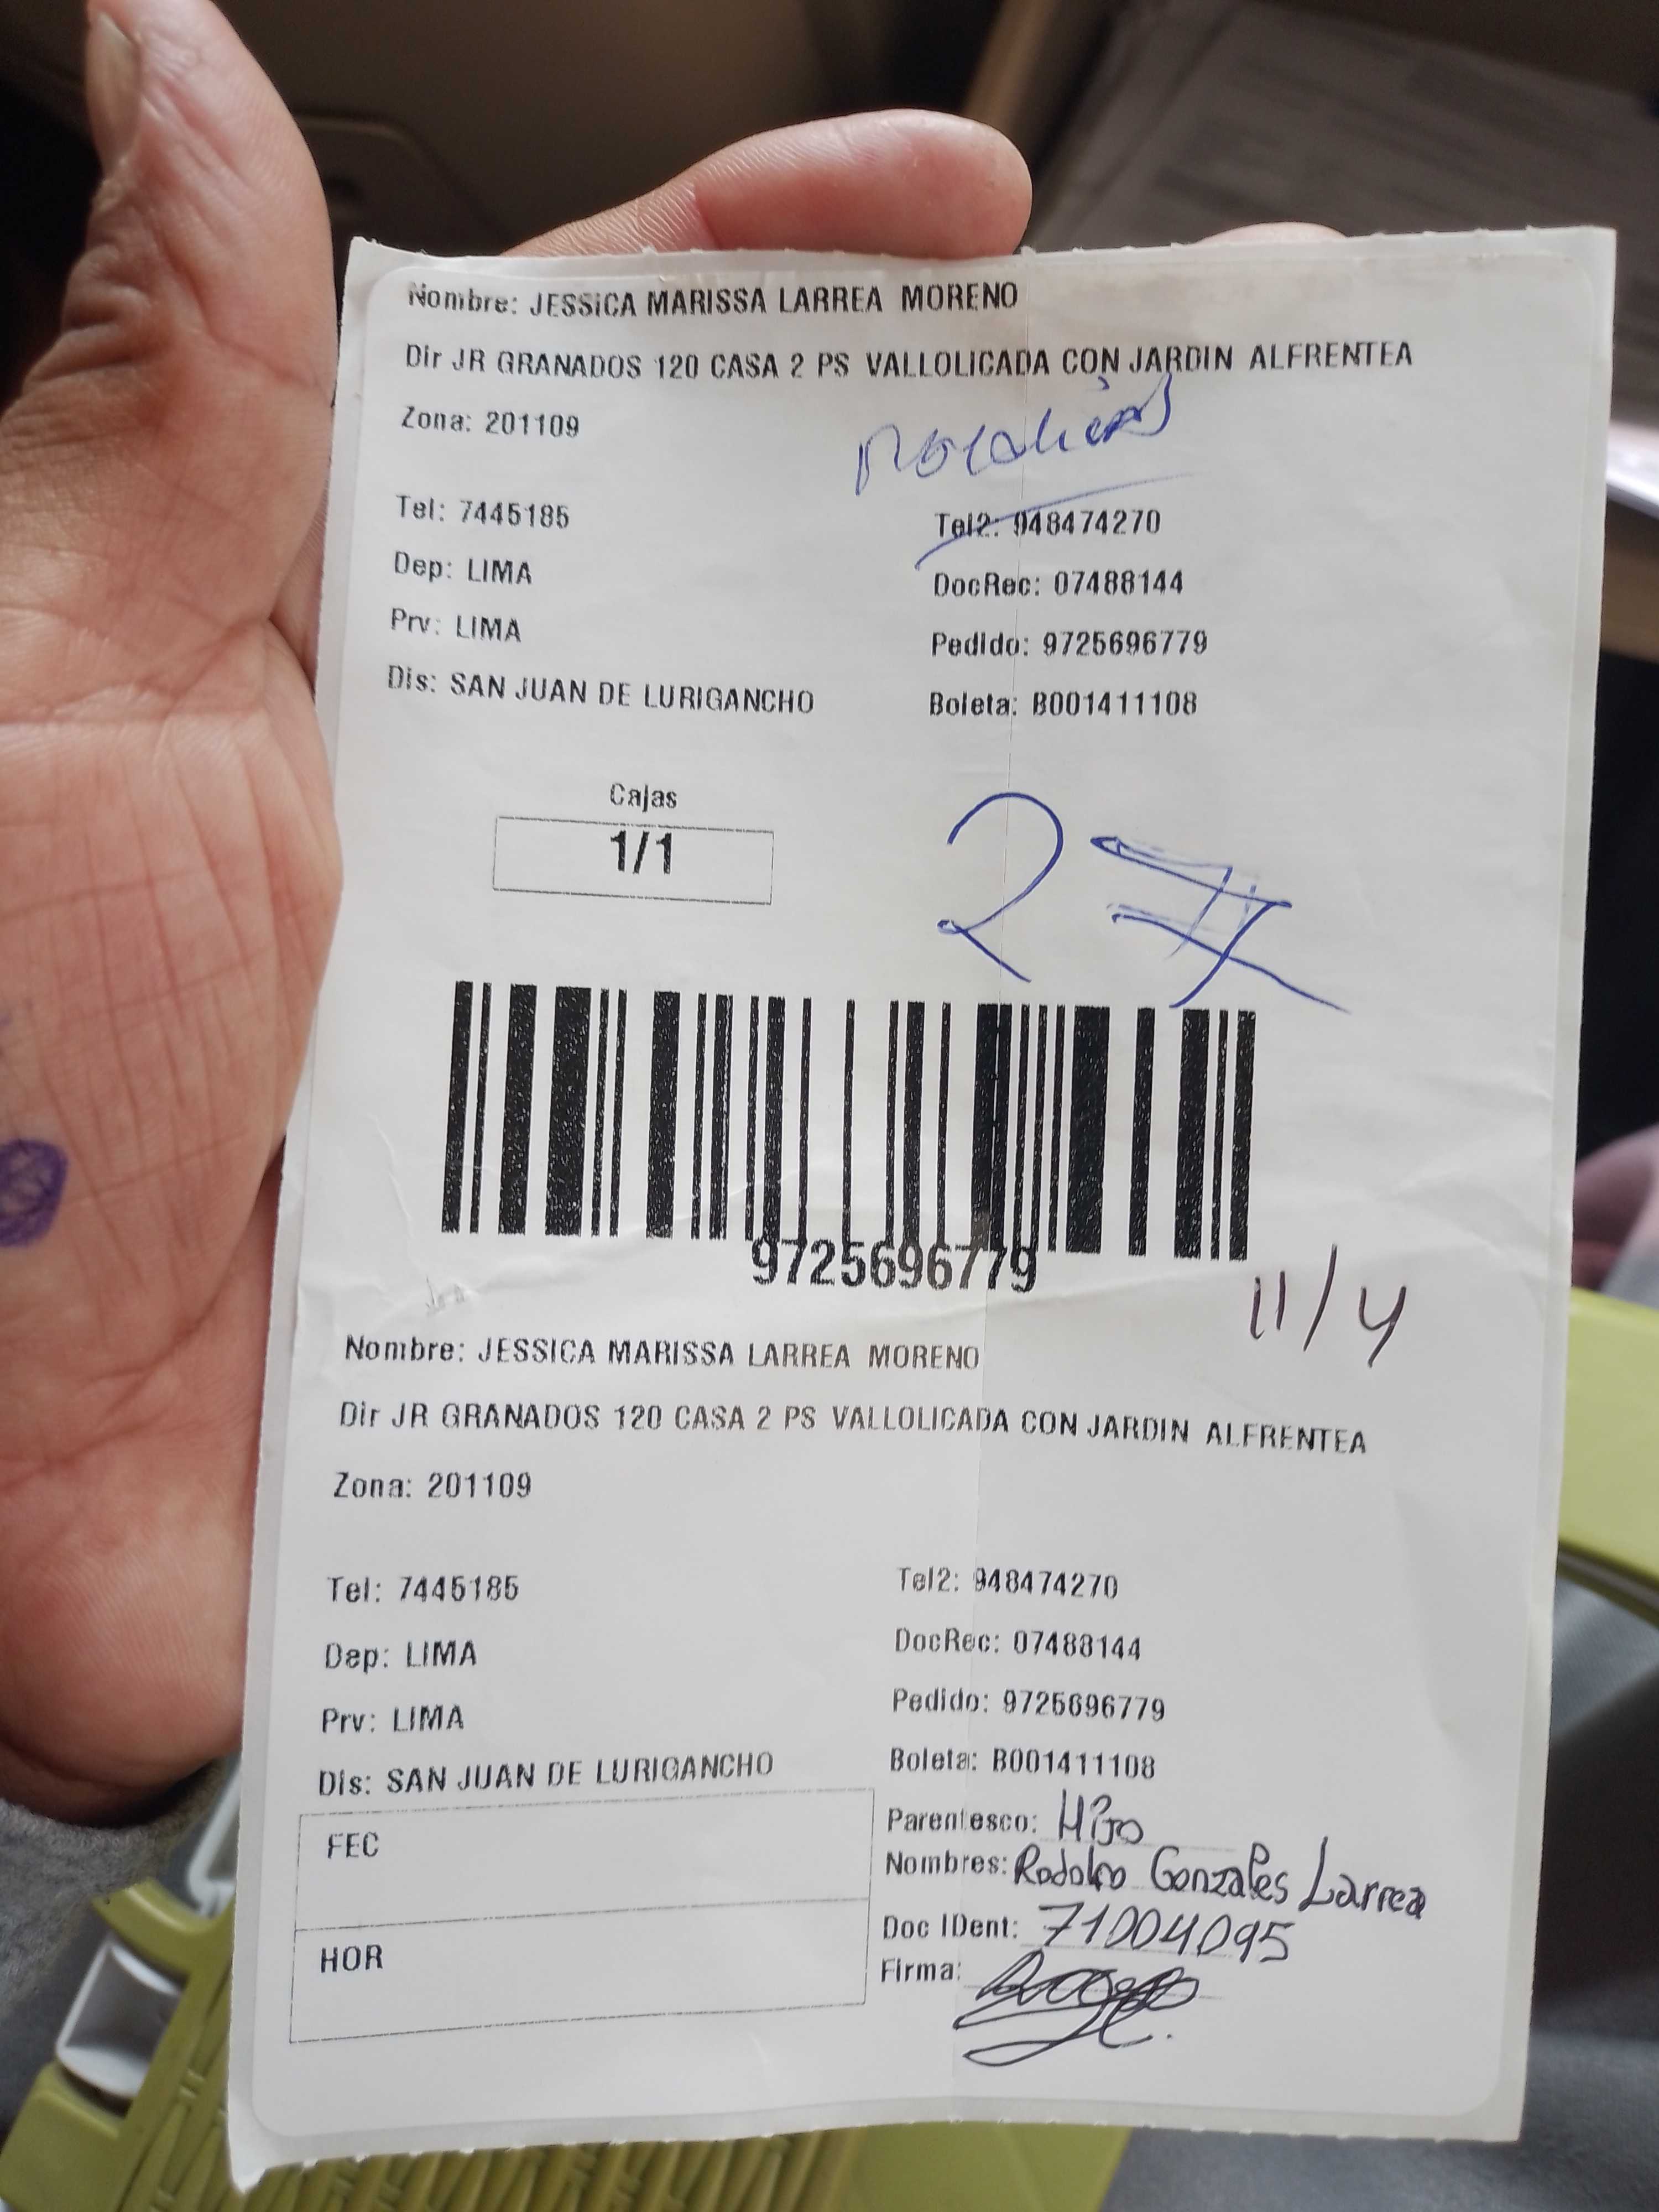 Nombre: JESSICA MARISSA LARREA MORENO
Dir JR GRANADOS 120 CASA 2 PS VALLOLICADA CON JARDIN ALFRENTEA
Zona: 201109
Tel: 7445185 Tel2: 948474270
Dep: LIMA DocRec: 07488144
Prv: LIMA Pedido: 9725696779
Dis: SAN JUAN DE LURIGANCHO Boleta: B001411108
Cajas
1/1
27
9725696779
11/4
Nombre: JESSICA MARISSA LARREA MORENO
Dir JR GRANADOS 120 CASA 2 PS VALLOLICADA CON JARDIN ALFRENTEA
Zona: 201109
Tel: 7445185 Tel2: 948474270
Dep: LIMA DocRec: 07488144
Prv: LIMA Pedido: 9725696779
Dis: SAN JUAN DE LURIGANCHO Boleta: B001411108
FEC
HOR
Parentesco: Hijo
Nombres: Rodolfo Gonzales Larrea
Doc IDent: 71004095
Firma: